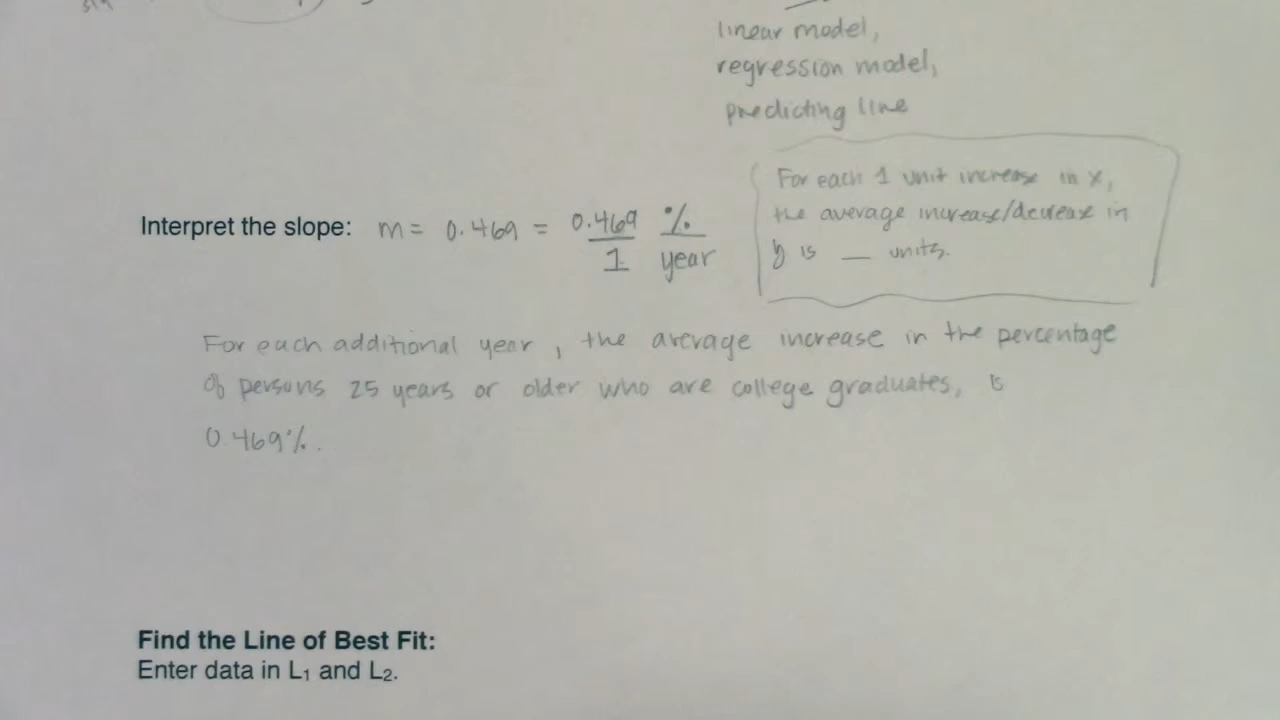 linear model,
regression model,
predicting line
For each 1 unit increase in x,
the average increase/decrease in
y is __ units.
Interpret the slope: m = 0.469 = 0.469 % / 1 year
For each additional year, the average increase in the percentage
of persons 25 years or older who are college graduates, is
0.469%.
Find the Line of Best Fit:
Enter data in L₁ and L₂.